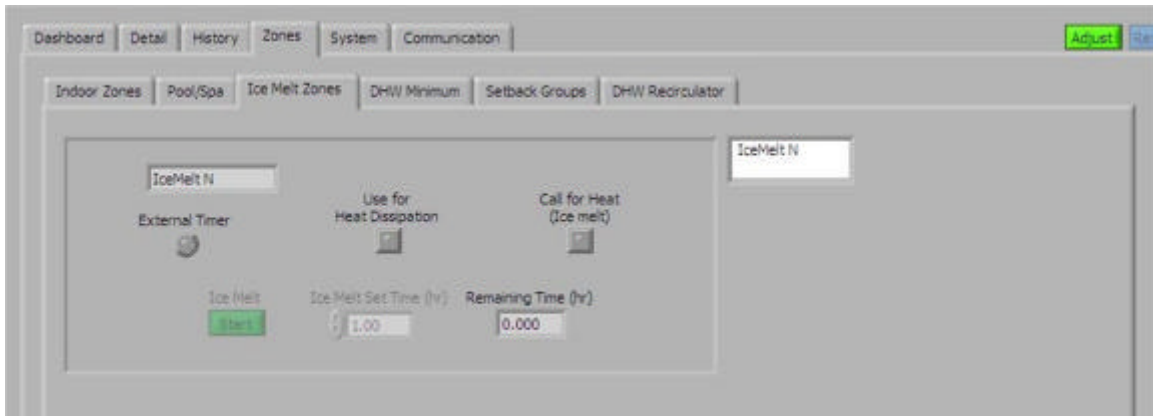 Dashboard Detail History Zones System Communication Adjust
Indoor Zones Pool/Spa Ice Melt Zones DHW Minimum Setback Groups DHW Recirculator
IceMelt N
IceMelt N
External Timer
Use for
Heat Dissipation
Call for Heat
(Ice melt)
Ice Melt
Start
Ice Melt Set Time (hr)
1.00
Remaining Time (hr)
0.000